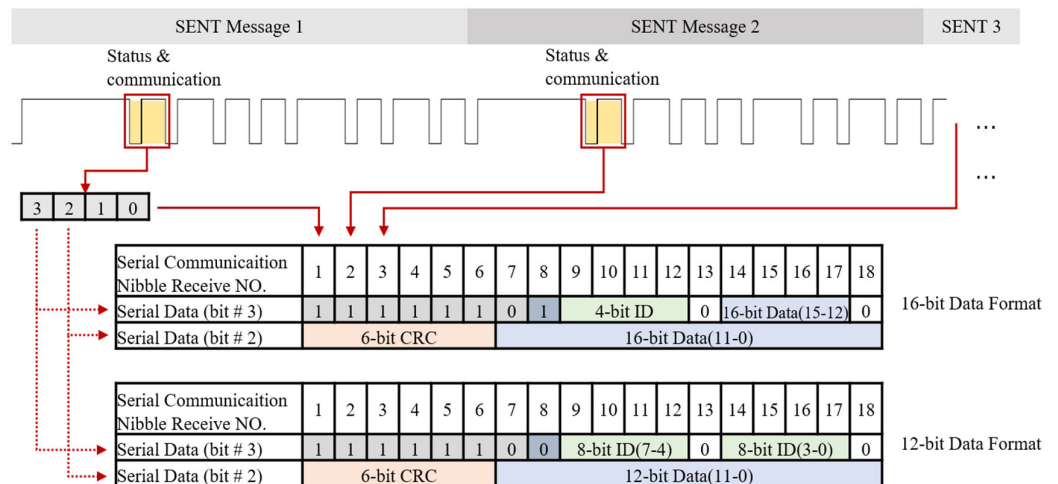 SENT Message 1 SENT Message 2 SENT 3
Status & communication Status & communication
...
...
3 2 1 0
Serial Communicaition Nibble Receive NO. 1 2 3 4 5 6 7 8 9 10 11 12 13 14 15 16 17 18
Serial Data (bit # 3) 1 1 1 1 1 1 0 1 4-bit ID 0 16-bit Data(15-12) 0
16-bit Data Format
Serial Data (bit # 2) 6-bit CRC 16-bit Data(11-0)
Serial Communicaition Nibble Receive NO. 1 2 3 4 5 6 7 8 9 10 11 12 13 14 15 16 17 18
Serial Data (bit # 3) 1 1 1 1 1 1 0 0 8-bit ID(7-4) 0 8-bit ID(3-0) 0
12-bit Data Format
Serial Data (bit # 2) 6-bit CRC 12-bit Data(11-0)